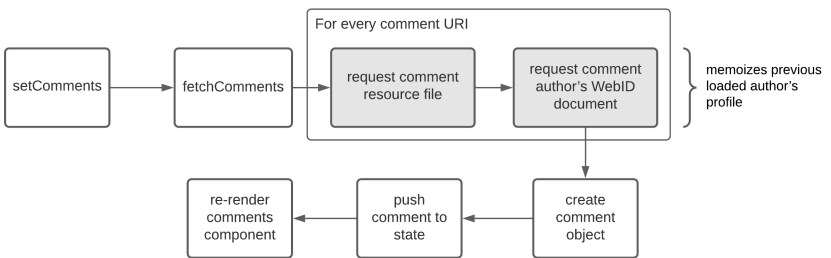 For every comment URI
setComments
fetchComments
request comment
resource file
request comment
author's WebID
document
memoizes previous
loaded author's
profile
re-render
comments
component
push
comment to
state
create
comment
object